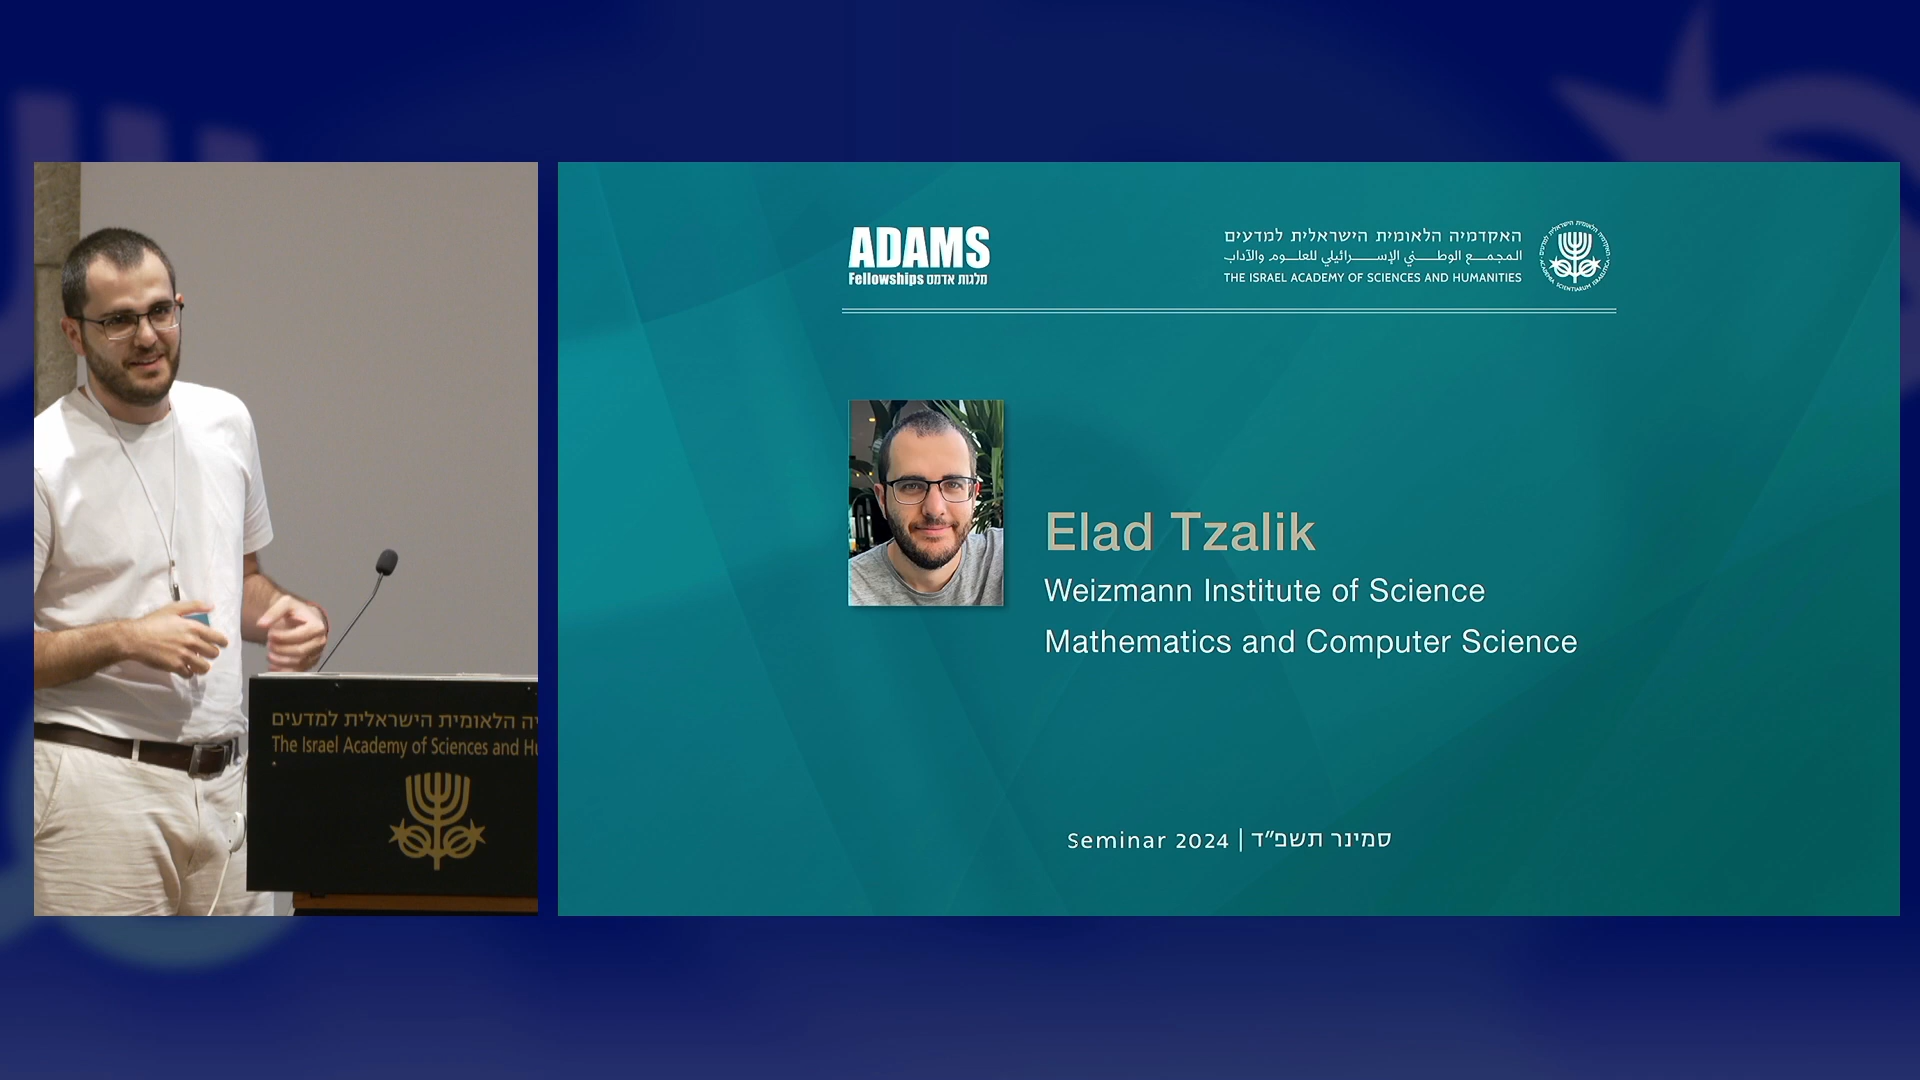 ADAMS
Fellowships מלגות אדמס
האקדמיה הלאומית הישראלית למדעים
المجمع الوطني الإسرائيلي للعلوم والآداب
THE ISRAEL ACADEMY OF SCIENCES AND HUMANITIES
Elad Tzalik
Weizmann Institute of Science
Mathematics and Computer Science
Seminar 2024 | סמינר תשפ״ד
יה הלאומית הישראלית למדעים
The Israel Academy of Sciences and Hu